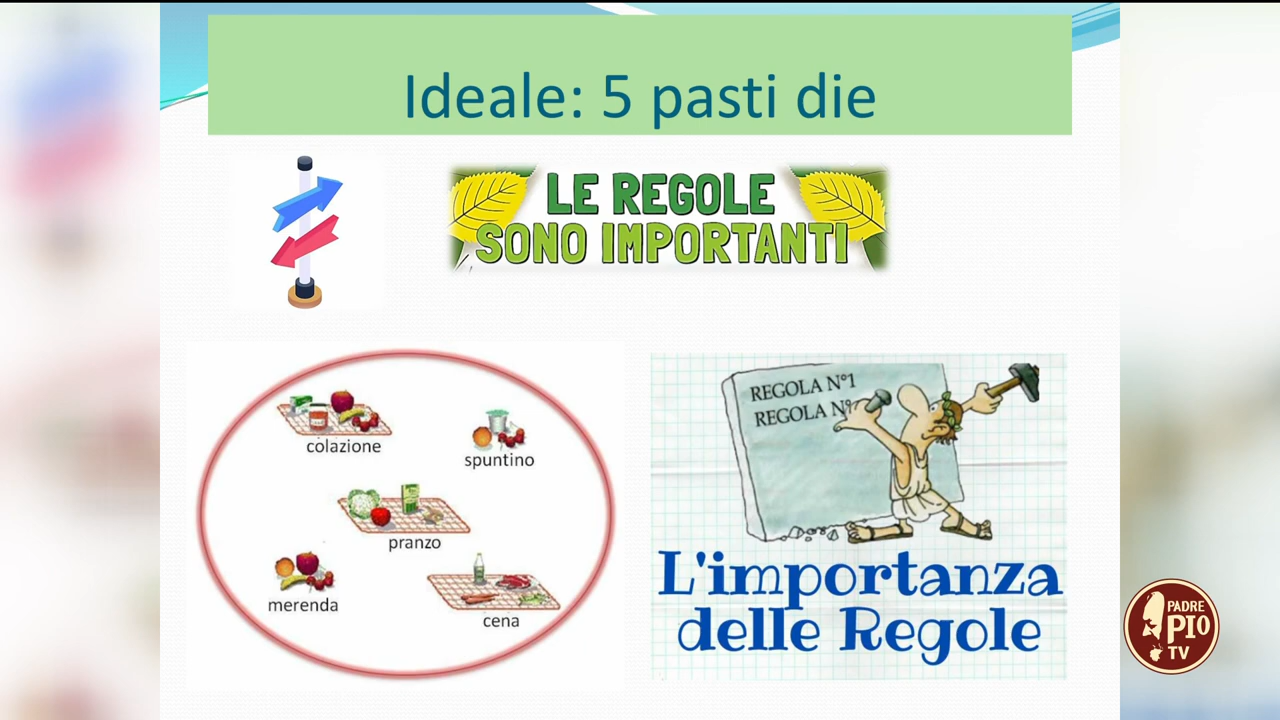 Ideale: 5 pasti die
LE REGOLE
SONO IMPORTANTI
colazione
spuntino
pranzo
merenda
cena
REGOLA N°1
REGOLA N°
L'importanza
delle Regole
PADRE
PIO
TV